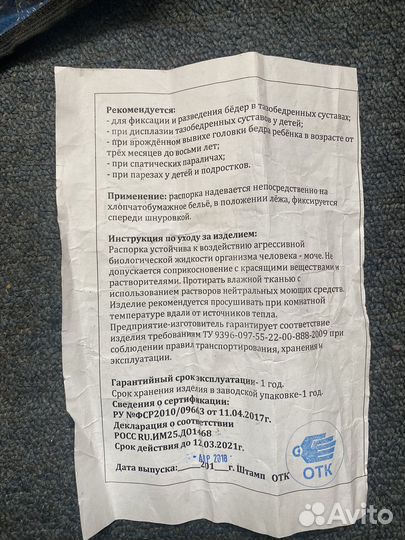 Рекомендуется:
- для фиксации и разведения бёдер в тазобедренных суставах;
- при дисплазии тазобедренных суставов у детей;
- при врождённом вывихе головки бедра ребёнка в возрасте от
трёх месяцев до восьми лет;
- при спатических параличах;
- при парезах у детей и подростков.
Применение: распорка надевается непосредственно на
хлопчатобумажное бельё, в положении лёжа, фиксируется
спереди шнуровкой.
Инструкция по уходу за изделием:
Распорка устойчива к воздействию агрессивной
биологической жидкости организма человека - моче. Не
допускается соприкосновение с красящими веществами и
растворителями. Протирать влажной тканью с
использованием растворов нейтральных моющих средств.
Изделие рекомендуется просушивать при комнатной
температуре вдали от источников тепла.
Предприятие-изготовитель гарантирует соответствие
изделия требованиям ТУ 9396-097-55-22-00-888-2009 при
соблюдении правил транспортирования, хранения и
эксплуатации.
Гарантийный срок эксплуатации- 1 год.
Срок хранения изделия в заводской упаковке-1 год.
Сведения о сертификации:
РУ №ФСР2010/09663 от 11.04.2017г.
Декларация о соответствии
РОСС RU.ИМ25.Д01468
Срок действия до 12.03.2021г.
- АПР 2018
Дата выпуска:______201___г. Штамп ОТК
ОТК
Avito